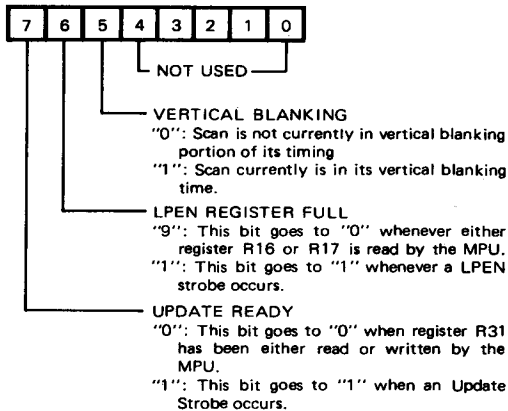 7 6 5 4 3 2 1 0
NOT USED
VERTICAL BLANKING
"0": Scan is not currently in vertical blanking
portion of its timing
"1": Scan currently is in its vertical blanking
time.
LPEN REGISTER FULL
"9": This bit goes to "0" whenever either
register R16 or R17 is read by the MPU.
"1": This bit goes to "1" whenever a LPEN
strobe occurs.
UPDATE READY
"0": This bit goes to "0" when register R31
has been either read or written by the
MPU.
"1": This bit goes to "1" when an Update
Strobe occurs.